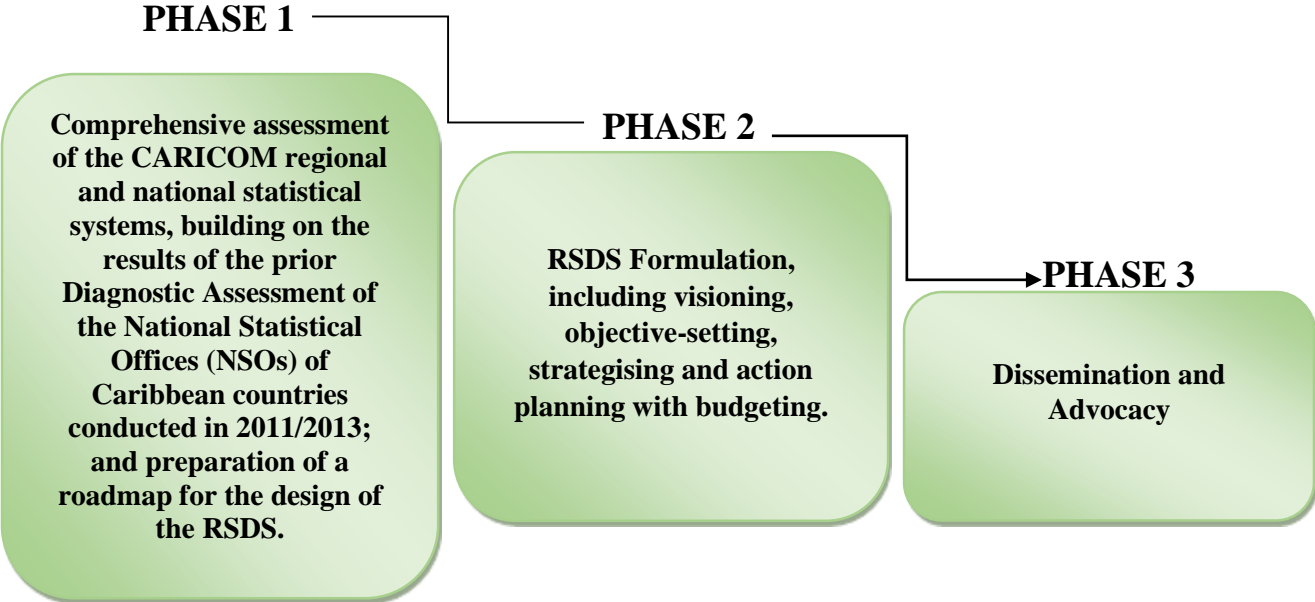 PHASE 1
Comprehensive assessment
of the CARICOM regional
and national statistical
systems, building on the
results of the prior
Diagnostic Assessment of
the National Statistical
Offices (NSOs) of
Caribbean countries
conducted in 2011/2013;
and preparation of a
roadmap for the design of
the RSDS.
PHASE 2
RSDS Formulation,
including visioning,
objective-setting,
strategising and action
planning with budgeting.
PHASE 3
Dissemination and
Advocacy